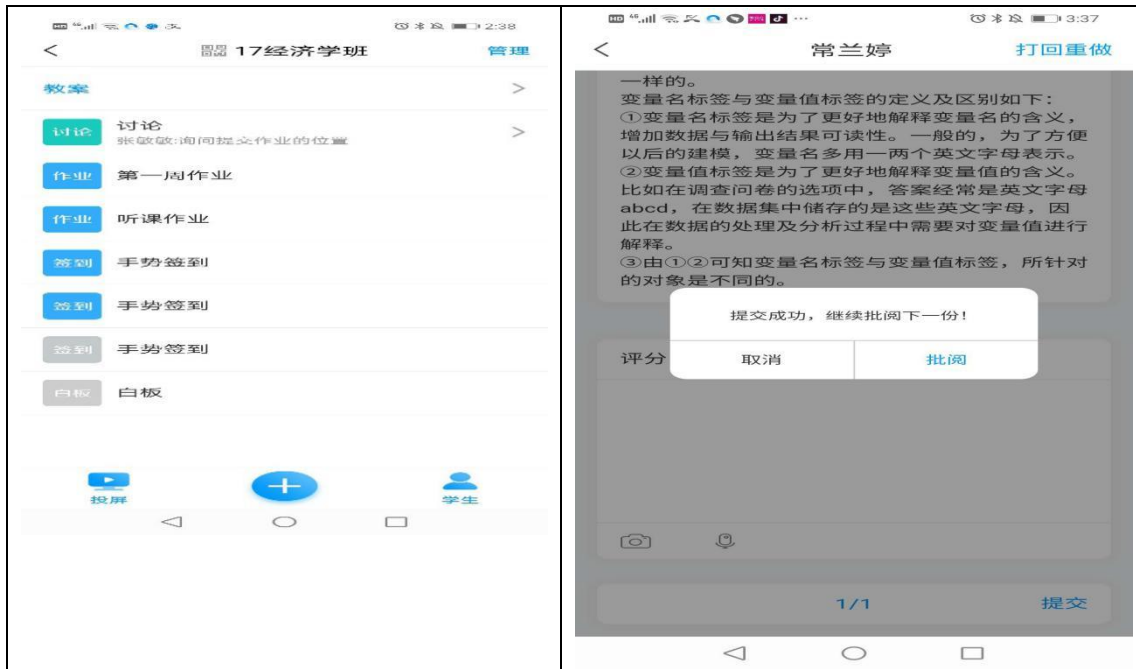 2:38
17经济学班
管理
教案
讨论
讨论
张敏敏:询问提交作业的位置
作业
第一周作业
作业
听课作业
签到
手势签到
签到
手势签到
签到
手势签到
白板
白板
投屏
学生
3:37
常兰婷
打回重做
一样的。
变量名标签与变量值标签的定义及区别如下：
①变量名标签是为了更好地解释变量名的含义，
增加数据与输出结果可读性。一般的，为了方便
以后的建模，变量名多用一两个英文字母表示。
②变量值标签是为了更好地解释变量值的含义。
比如在调查问卷的选项中，答案经常是英文字母
abcd，在数据集中储存的是这些英文字母，因
此在数据的处理及分析过程中需要对变量值进行
解释。
③由①②可知变量名标签与变量值标签，所针对
的对象是不同的。
提交成功，继续批阅下一份！
评分
取消
批阅
1/1
提交